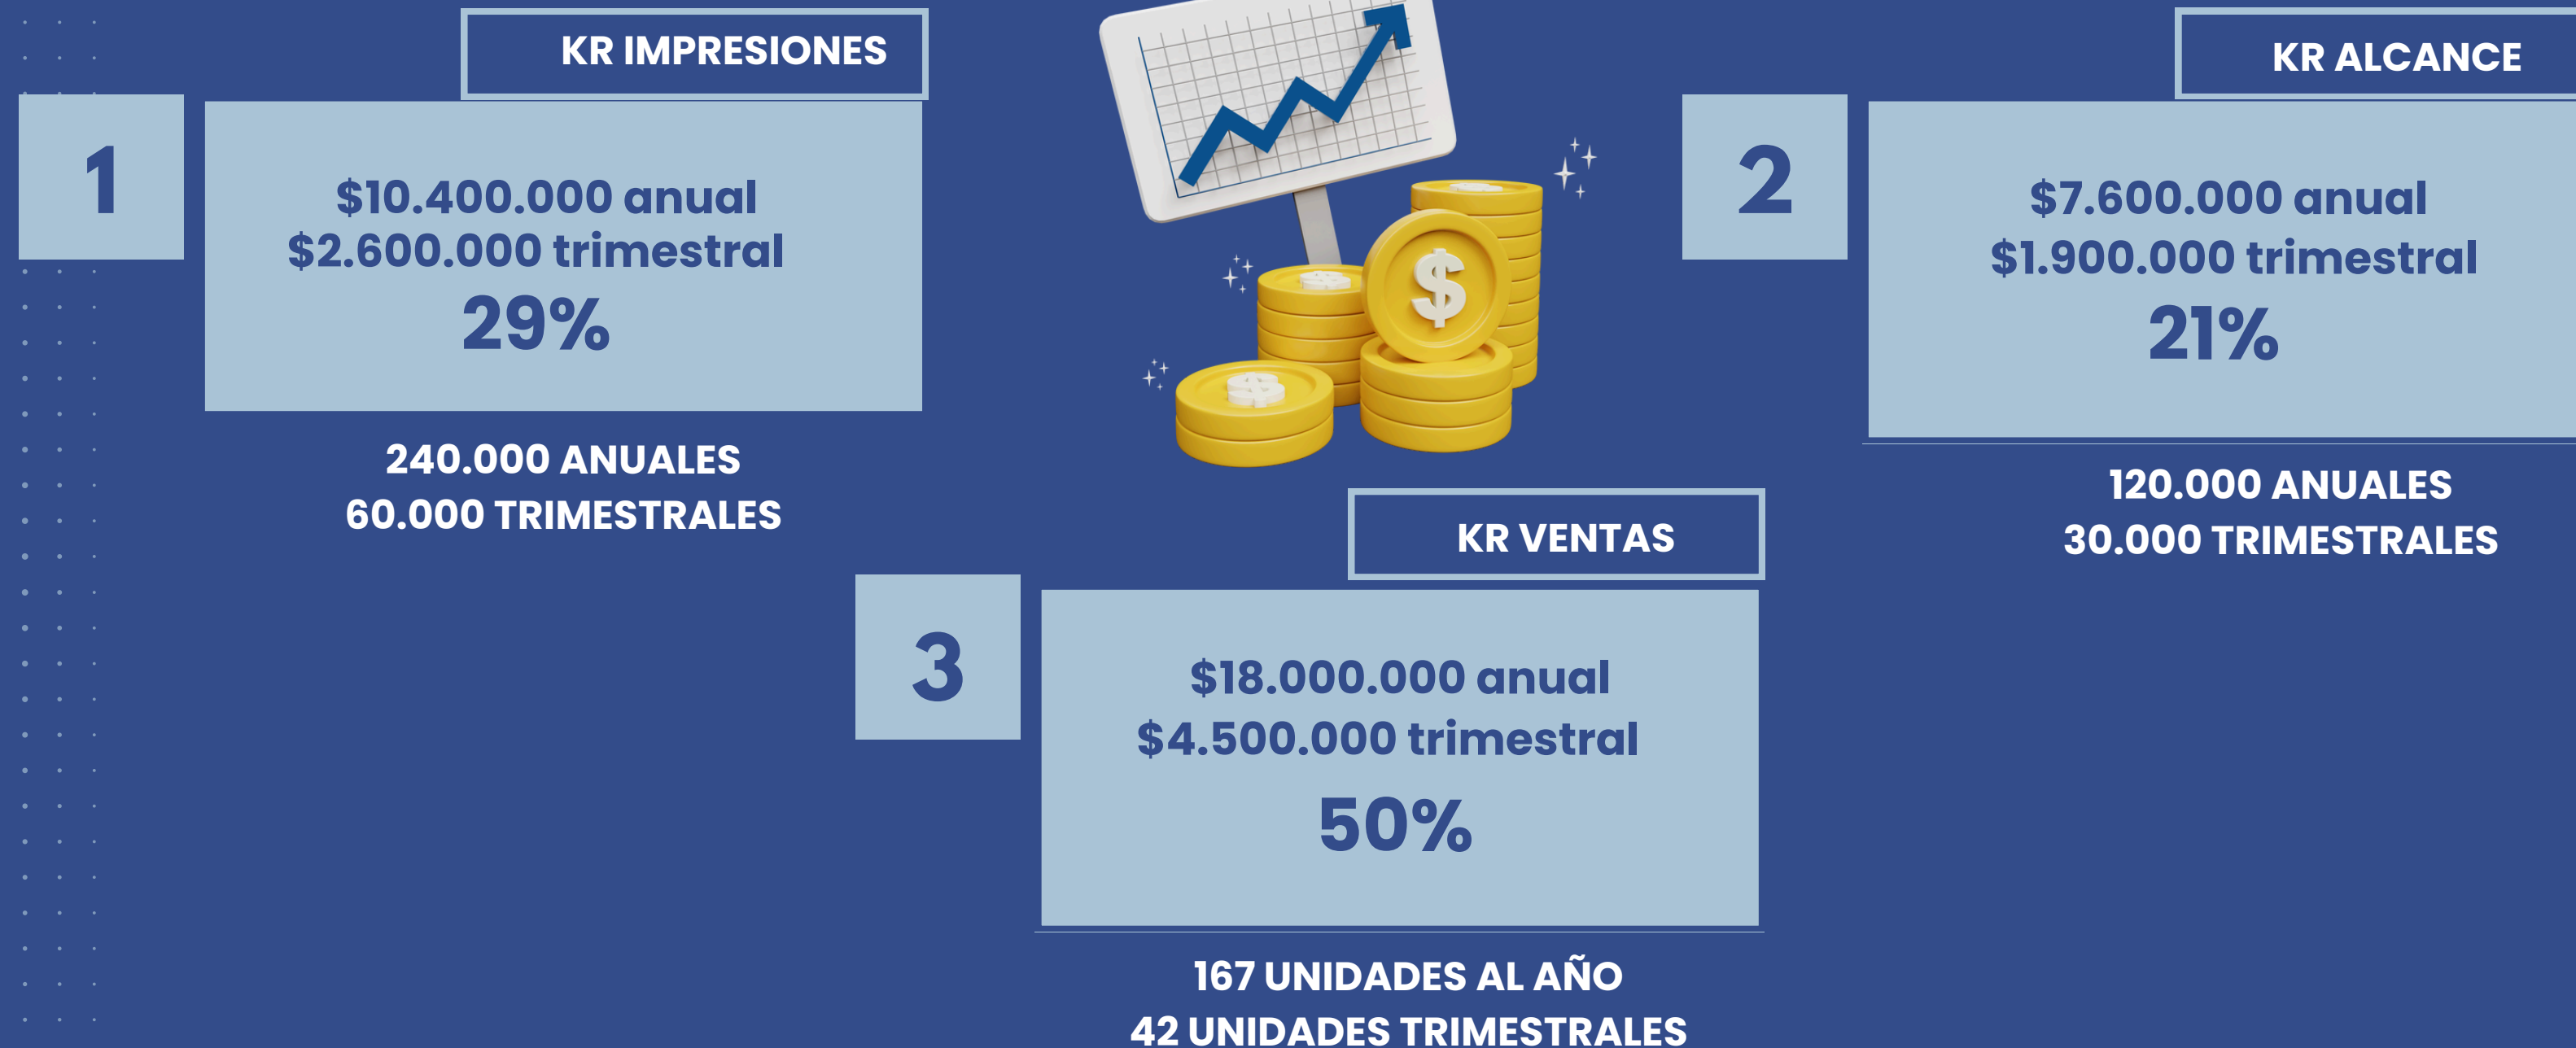 KR IMPRESIONES
1
$10.400.000 anual
$2.600.000 trimestral
29%
240.000 ANUALES
60.000 TRIMESTRALES
KR ALCANCE
2
$7.600.000 anual
$1.900.000 trimestral
21%
120.000 ANUALES
30.000 TRIMESTRALES
$
KR VENTAS
3
$18.000.000 anual
$4.500.000 trimestral
50%
167 UNIDADES AL AÑO
42 UNIDADES TRIMESTRALES